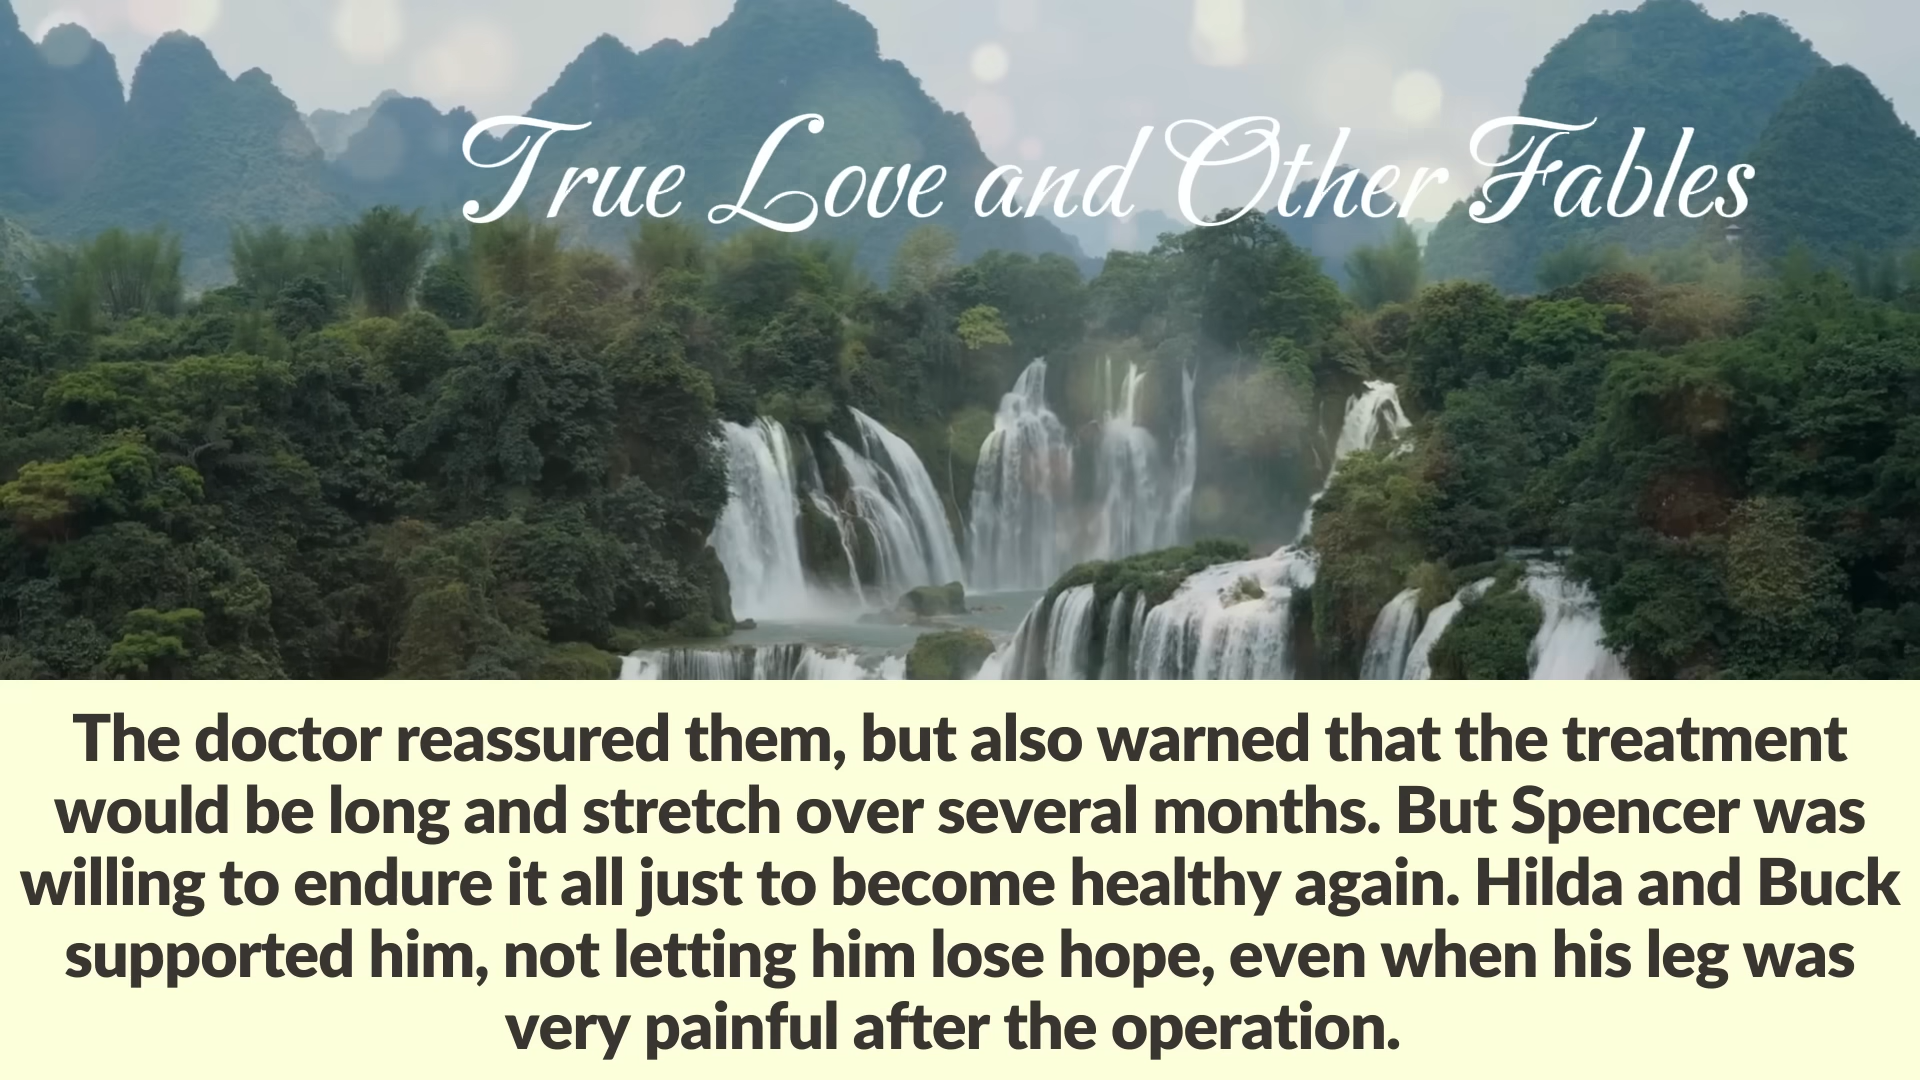 True Love and Other Fables
The doctor reassured them, but also warned that the treatment
would be long and stretch over several months. But Spencer was
willing to endure it all just to become healthy again. Hilda and Buck
supported him, not letting him lose hope, even when his leg was
very painful after the operation.